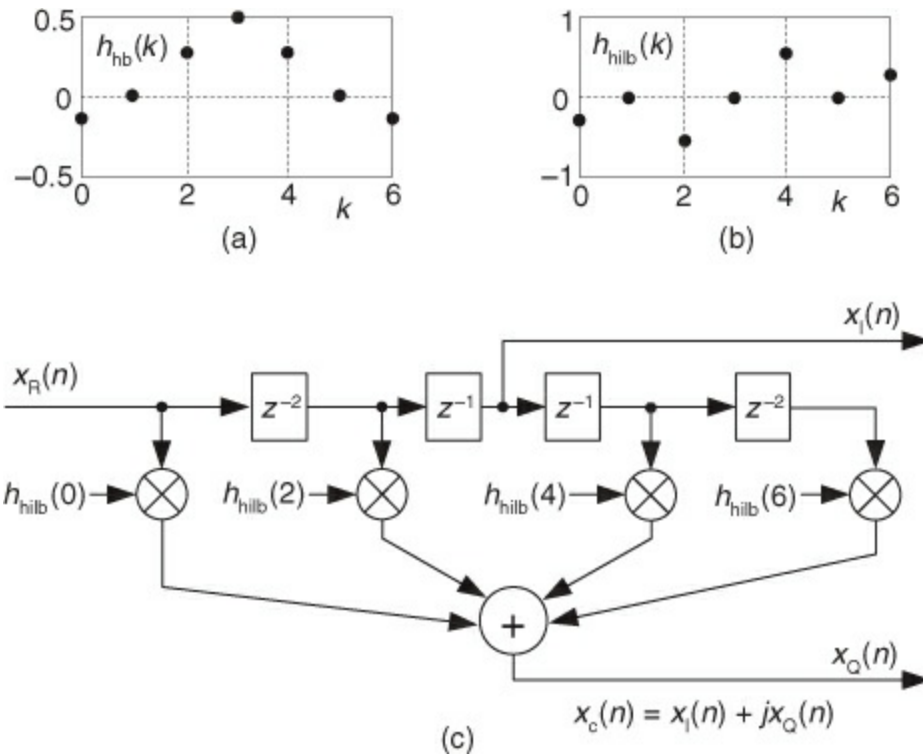 0.5
h_hb(k)
0
−0.5
0 2 4 6
k
(a)
1
h_hilb(k)
0
−1
0 2 4 6
k
(b)
x_I(n)
x_R(n)
z⁻² z⁻¹ z⁻¹ z⁻²
h_hilb(0) h_hilb(2) h_hilb(4) h_hilb(6)
+
x_Q(n)
x_c(n) = x_I(n) + jx_Q(n)
(c)